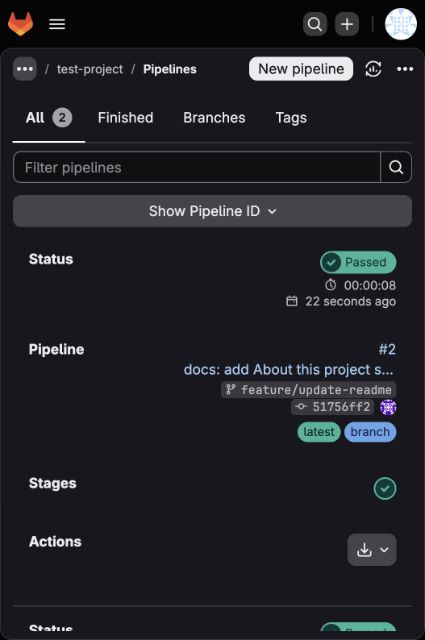 ... / test-project / Pipelines New pipeline
All 2 Finished Branches Tags
Filter pipelines
Show Pipeline ID
Status Passed
00:00:08
22 seconds ago
Pipeline #2
docs: add About this project s...
feature/update-readme
51756ff2
latest branch
Stages
Actions
Status Passed